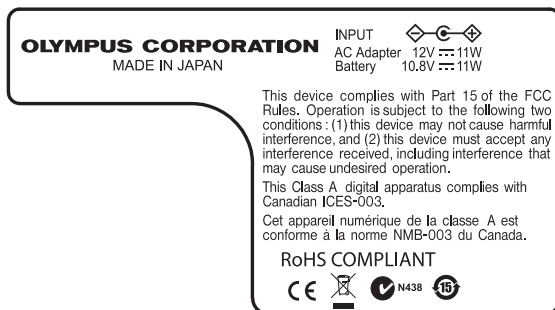 OLYMPUS CORPORATION
MADE IN JAPAN
INPUT
AC Adapter 12V 11W
Battery 10.8V 11W
This device complies with Part 15 of the FCC
Rules. Operation is subject to the following two
conditions : (1) this device may not cause harmful
interference, and (2) this device must accept any
interference received, including interference that
may cause undesired operation.
This Class A digital apparatus complies with
Canadian ICES-003.
Cet appareil numérique de la classe A est
conforme à la norme NMB-003 du Canada.
RoHS COMPLIANT
CE N438 15